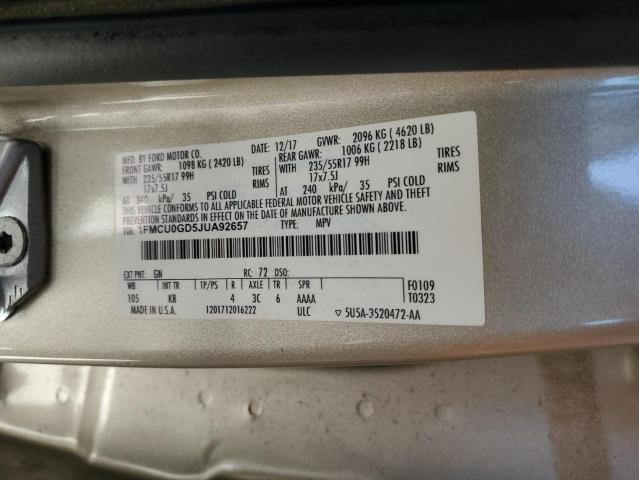 MFD. BY FORD MOTOR CO.
DATE: 12/17 GVWR: 2096 KG ( 4620 LB)
FRONT GAWR: 1098 KG ( 2420 LB) REAR GAWR: 1006 KG ( 2218 LB)
WITH 235/55R17 99H TIRES WITH 235/55R17 99H TIRES
17x7.5J RIMS 17x7.5J RIMS
AT 240 kPa/ 35 PSI COLD AT 240 kPa/ 35 PSI COLD
THIS VEHICLE CONFORMS TO ALL APPLICABLE FEDERAL MOTOR VEHICLE SAFETY AND THEFT
PREVENTION STANDARDS IN EFFECT ON THE DATE OF MANUFACTURE SHOWN ABOVE.
VIN: 1FMCU0GD5JUA92657 TYPE: MPV
EXT PNT: GN RC: 72 DSO:
WB TP/PS R AXLE TR SPR F0109
105 KB 4 3C 6 AAAA T0323
MADE IN U.S.A. 1201712016222 ULC ▽ 5U5A-3520472-AA